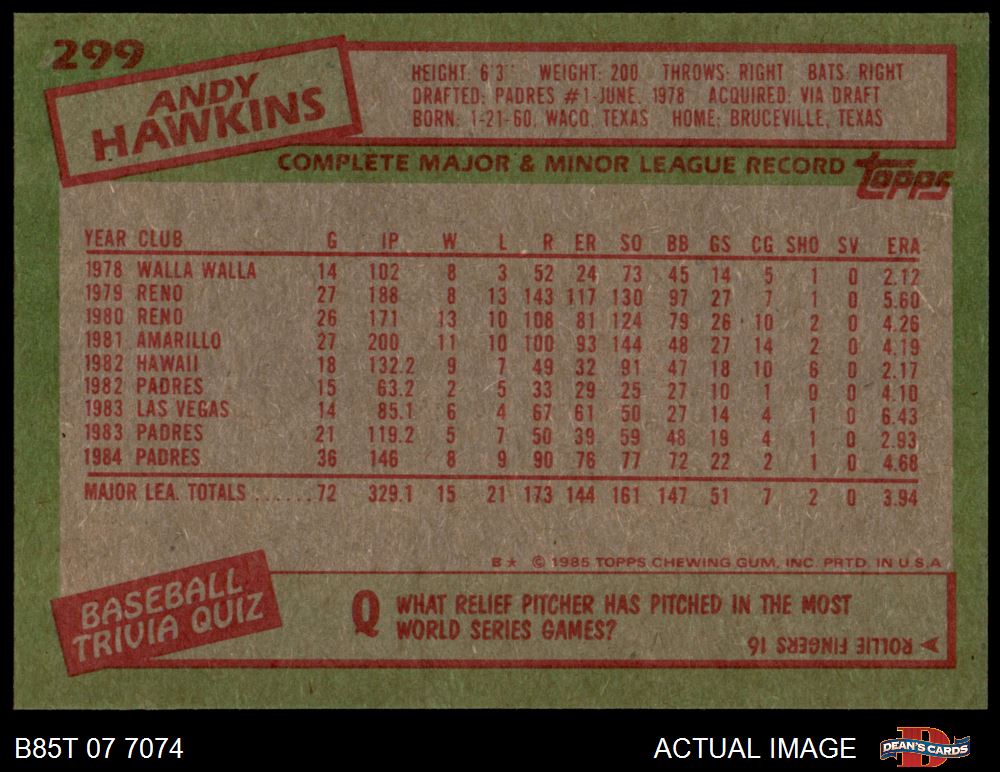 299
ANDY
HAWKINS
HEIGHT: 6'3" WEIGHT: 200 THROWS: RIGHT BATS: RIGHT
DRAFTED: PADRES #1-JUNE, 1978 ACQUIRED: VIA DRAFT
BORN: 1-21-60, WACO, TEXAS HOME: BRUCEVILLE, TEXAS
COMPLETE MAJOR & MINOR LEAGUE RECORD topps
YEAR CLUB G IP W L R ER SO BB GS CG SHO SV ERA
1978 WALLA WALLA 14 102 8 3 52 24 73 45 14 5 1 0 2.12
1979 RENO 27 188 8 13 143 117 130 97 27 7 1 0 5.60
1980 RENO 26 171 13 10 108 81 124 79 26 10 2 0 4.26
1981 AMARILLO 27 200 11 10 100 93 144 48 27 14 2 0 4.19
1982 HAWAII 18 132.2 9 7 49 32 91 47 18 10 6 0 2.17
1982 PADRES 15 63.2 2 5 33 29 25 27 10 1 0 0 4.10
1983 LAS VEGAS 14 85.1 6 4 67 61 50 27 14 4 1 0 6.43
1983 PADRES 21 119.2 5 7 50 39 59 48 19 4 1 0 2.93
1984 PADRES 36 146 8 9 90 76 77 72 22 2 1 0 4.68
MAJOR LEA. TOTALS ......72 329.1 15 21 173 144 161 147 51 7 2 0 3.94
B★ © 1985 TOPPS CHEWING GUM, INC. PRTD. IN U.S.A.
BASEBALL
TRIVIA QUIZ
Q WHAT RELIEF PITCHER HAS PITCHED IN THE MOST
WORLD SERIES GAMES?
ROLLIE FINGERS 16
B85T 07 7074 ACTUAL IMAGE D DEAN'S CARDS